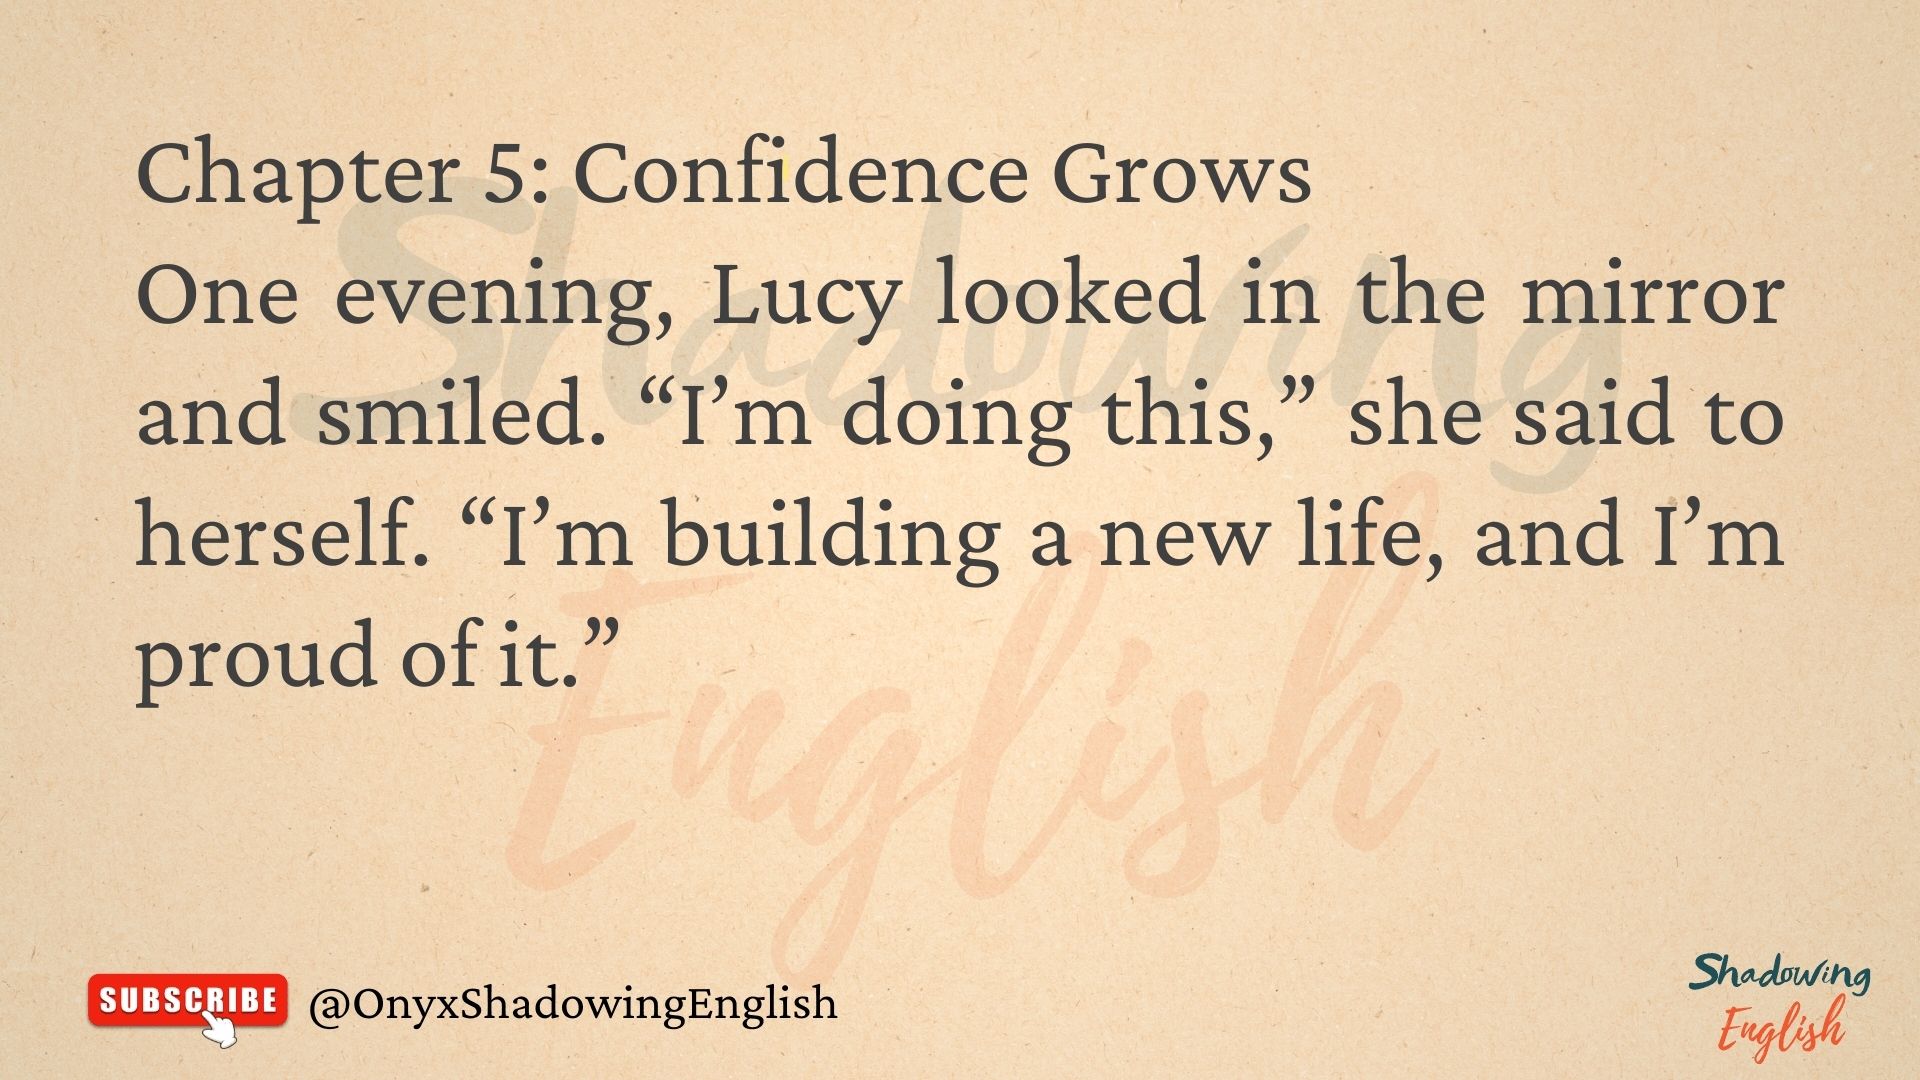 Chapter 5: Confidence Grows
One evening, Lucy looked in the mirror
and smiled. “I’m doing this,” she said to
herself. “I’m building a new life, and I’m
proud of it.”
Shadowing
English
SUBSCRIBE @OnyxShadowingEnglish
Shadowing
English